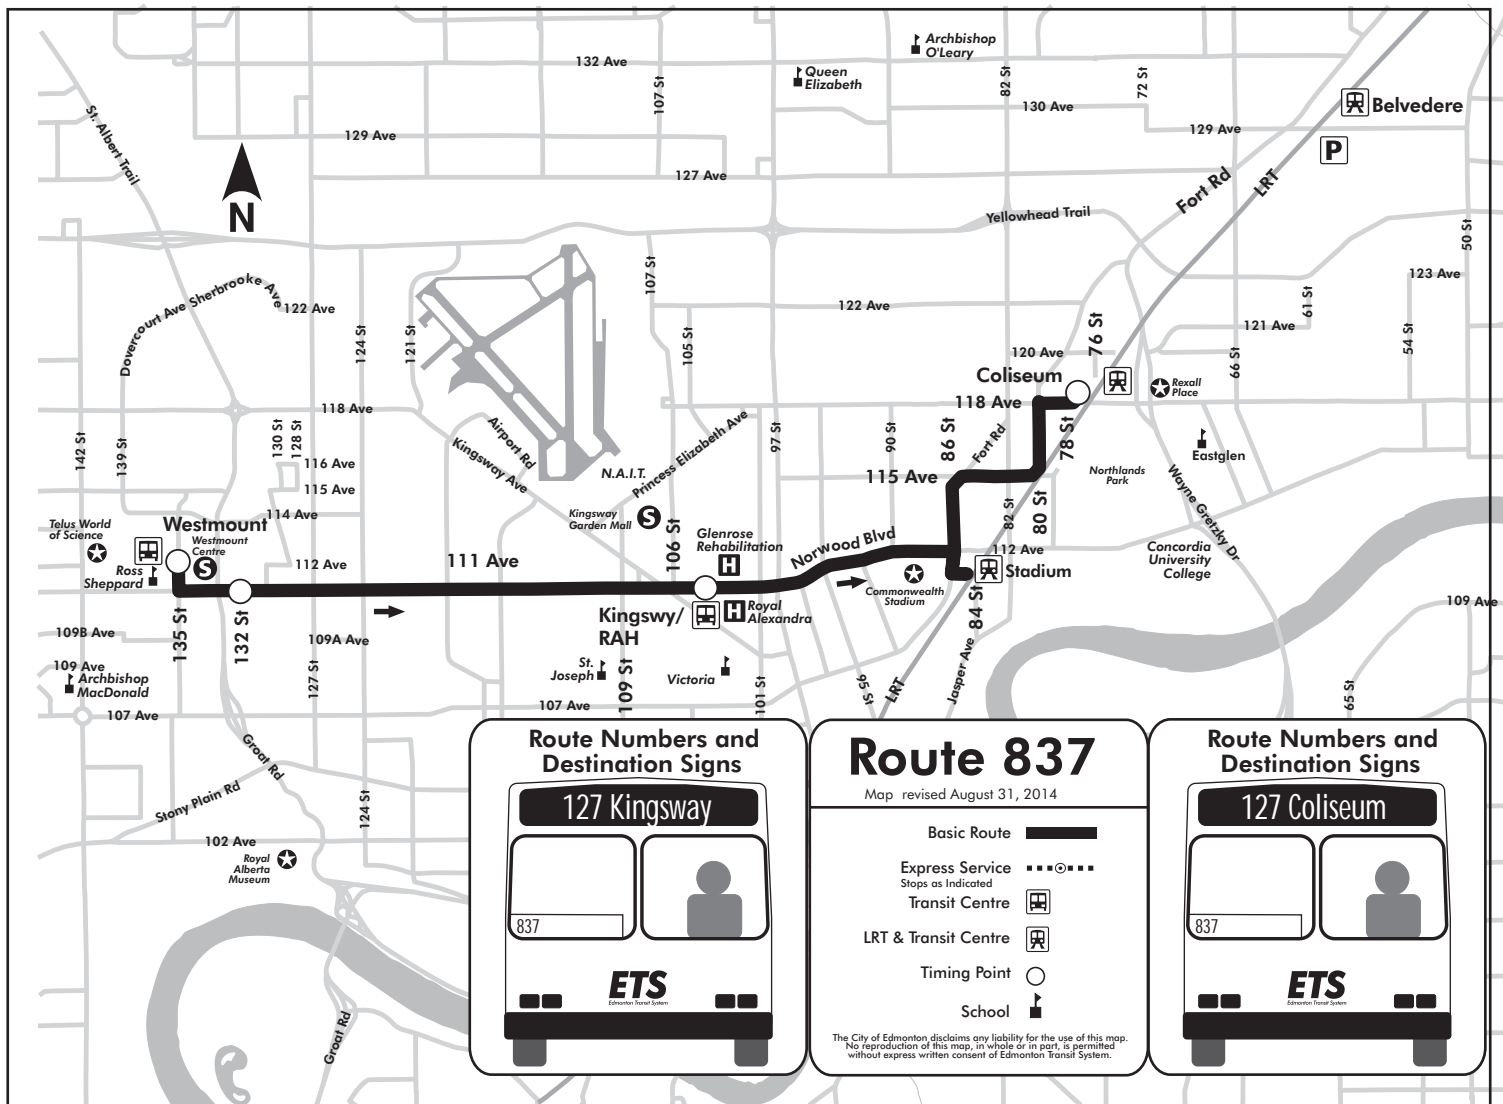 Archbishop
O'Leary
132 Ave
Queen
Elizabeth
107 St
82 St
72 St
130 Ave
Belvedere
St. Albert Trail
129 Ave
129 Ave
P
127 Ave
Fort Rd
LRT
N
Yellowhead Trail
50 St
107 St
123 Ave
Dovercourt Ave Sherbrooke Ave
122 Ave
122 Ave
61 St
124 St
121 St
105 St
76 St
121 Ave
54 St
120 Ave
66 St
Coliseum
Rexall
Place
118 Ave
118 Ave
142 St
139 St
130 St
128 St
Airport Rd
Kingsway Ave
Princess Elizabeth Ave
97 St
90 St
86 St
Fort Rd
78 St
Eastglen
116 Ave
N.A.I.T.
115 Ave
Northlands
Park
Wayne Gretzky Dr
115 Ave
114 Ave
Kingsway
Garden Mall
S
106 St
82 St
80 St
Telus World
of Science
Westmount
Westmount
Centre
S
Glenrose
Rehabilitation
H
Norwood Blvd
112 Ave
Concordia
University
College
Ross
Sheppard
112 Ave
111 Ave
Stadium
Commonwealth
Stadium
84 St
109 Ave
Kingswy/
RAH
H
Royal
Alexandra
135 St
132 St
109B Ave
109A Ave
109 Ave
Archbishop
MacDonald
127 St
St.
Joseph
109 St
Victoria
101 St
95 St
LRT
Jasper Ave
65 St
107 Ave
107 Ave
Groat Rd
Stony Plain Rd
124 St
102 Ave
Royal
Alberta
Museum
Groat Rd
Route Numbers and
Destination Signs
127 Kingsway
837
ETS
Edmonton Transit System
Route 837
Map revised August 31, 2014
Basic Route
Express Service
Stops as Indicated
Transit Centre
LRT & Transit Centre
Timing Point
School
The City of Edmonton disclaims any liability for the use of this map.
No reproduction of this map, in whole or in part, is permitted
without express written consent of Edmonton Transit System.
Route Numbers and
Destination Signs
127 Coliseum
837
ETS
Edmonton Transit System